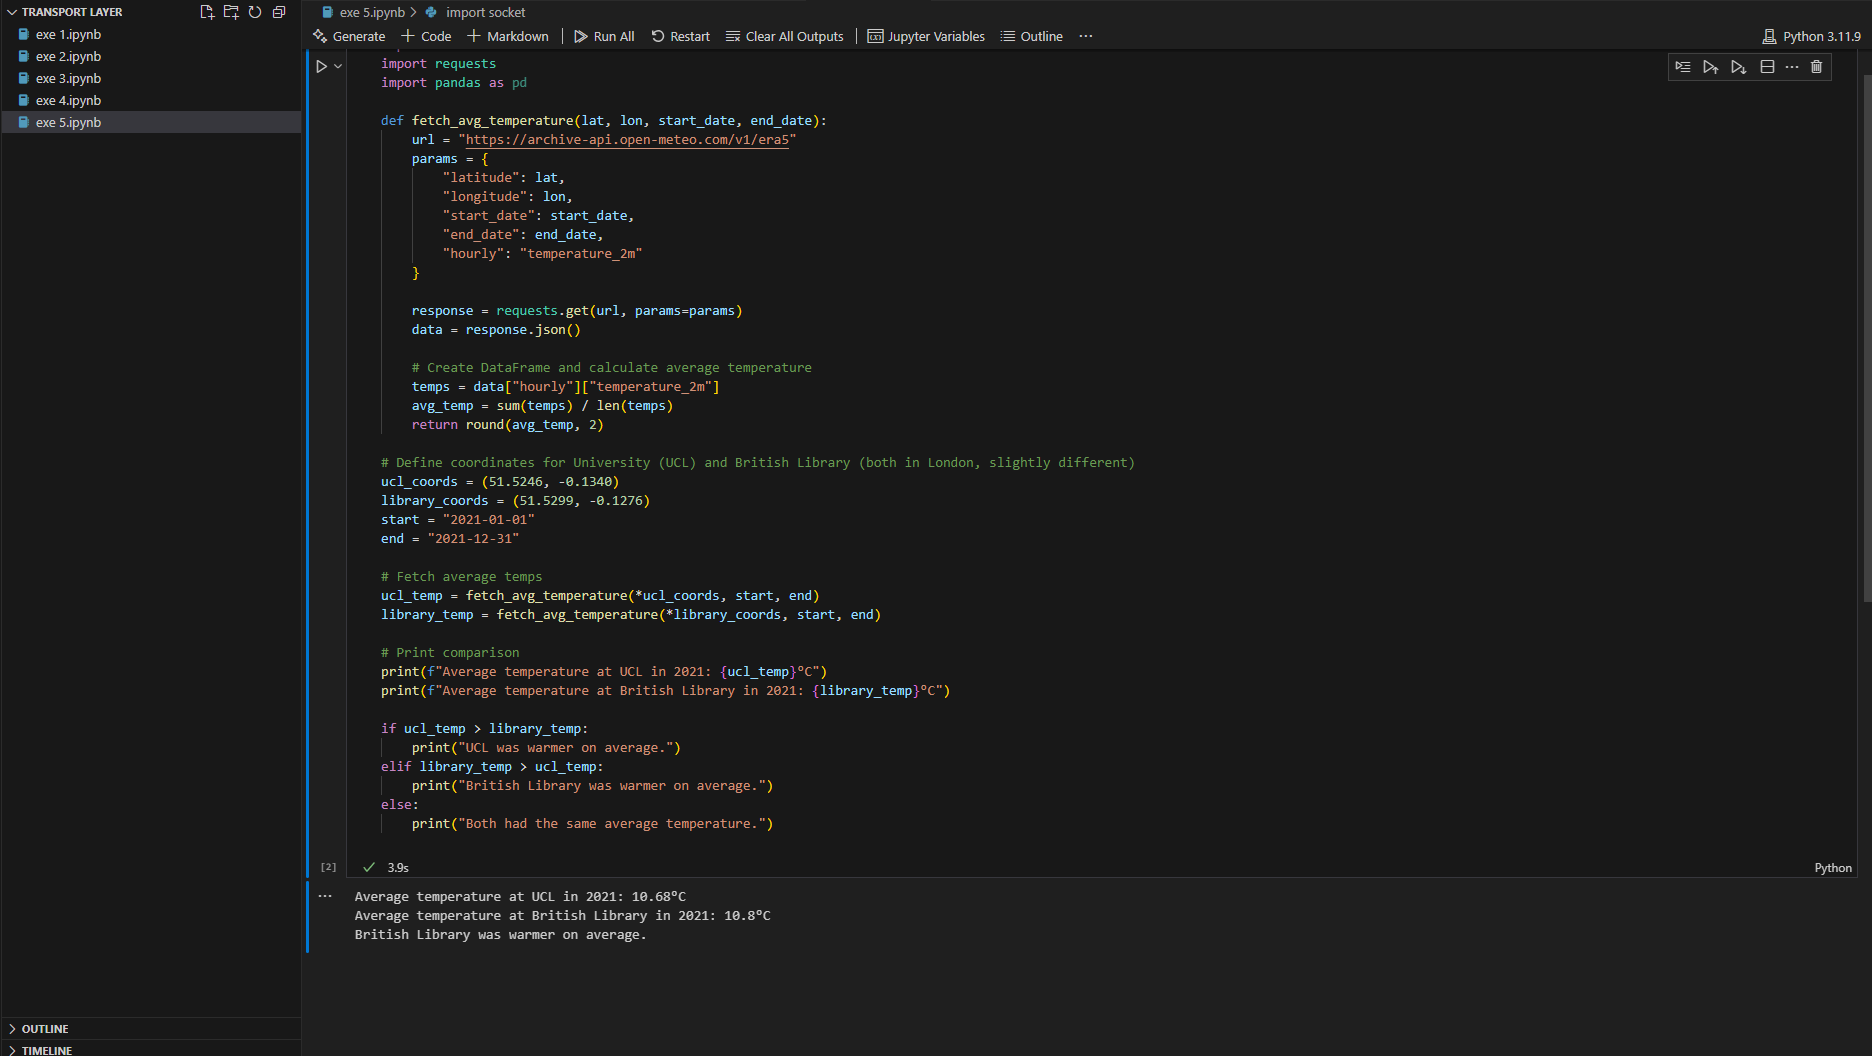 TRANSPORT LAYER
exe 1.ipynb
exe 2.ipynb
exe 3.ipynb
exe 4.ipynb
exe 5.ipynb
OUTLINE
TIMELINE
exe 5.ipynb > import socket
Generate + Code + Markdown | Run All Restart Clear All Outputs | Jupyter Variables Outline ...
Python 3.11.9
import requests
import pandas as pd

def fetch_avg_temperature(lat, lon, start_date, end_date):
    url = "https://archive-api.open-meteo.com/v1/era5"
    params = {
        "latitude": lat,
        "longitude": lon,
        "start_date": start_date,
        "end_date": end_date,
        "hourly": "temperature_2m"
    }

    response = requests.get(url, params=params)
    data = response.json()

    # Create DataFrame and calculate average temperature
    temps = data["hourly"]["temperature_2m"]
    avg_temp = sum(temps) / len(temps)
    return round(avg_temp, 2)

# Define coordinates for University (UCL) and British Library (both in London, slightly different)
ucl_coords = (51.5246, -0.1340)
library_coords = (51.5299, -0.1276)
start = "2021-01-01"
end = "2021-12-31"

# Fetch average temps
ucl_temp = fetch_avg_temperature(*ucl_coords, start, end)
library_temp = fetch_avg_temperature(*library_coords, start, end)

# Print comparison
print(f"Average temperature at UCL in 2021: {ucl_temp}ºC")
print(f"Average temperature at British Library in 2021: {library_temp}ºC")

if ucl_temp > library_temp:
    print("UCL was warmer on average.")
elif library_temp > ucl_temp:
    print("British Library was warmer on average.")
else:
    print("Both had the same average temperature.")
[2] ✓ 3.9s
Python
... Average temperature at UCL in 2021: 10.68ºC
Average temperature at British Library in 2021: 10.8ºC
British Library was warmer on average.